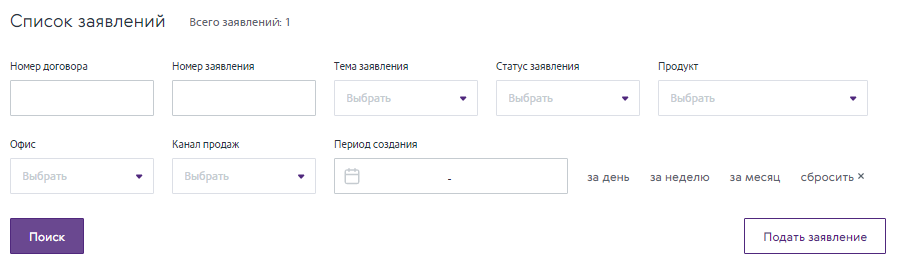 Список заявлений Всего заявлений: 1
Номер договора Номер заявления Тема заявления Статус заявления Продукт
Выбрать Выбрать Выбрать
Офис Канал продаж Период создания
Выбрать Выбрать - за день за неделю за месяц сбросить ×
Поиск Подать заявление